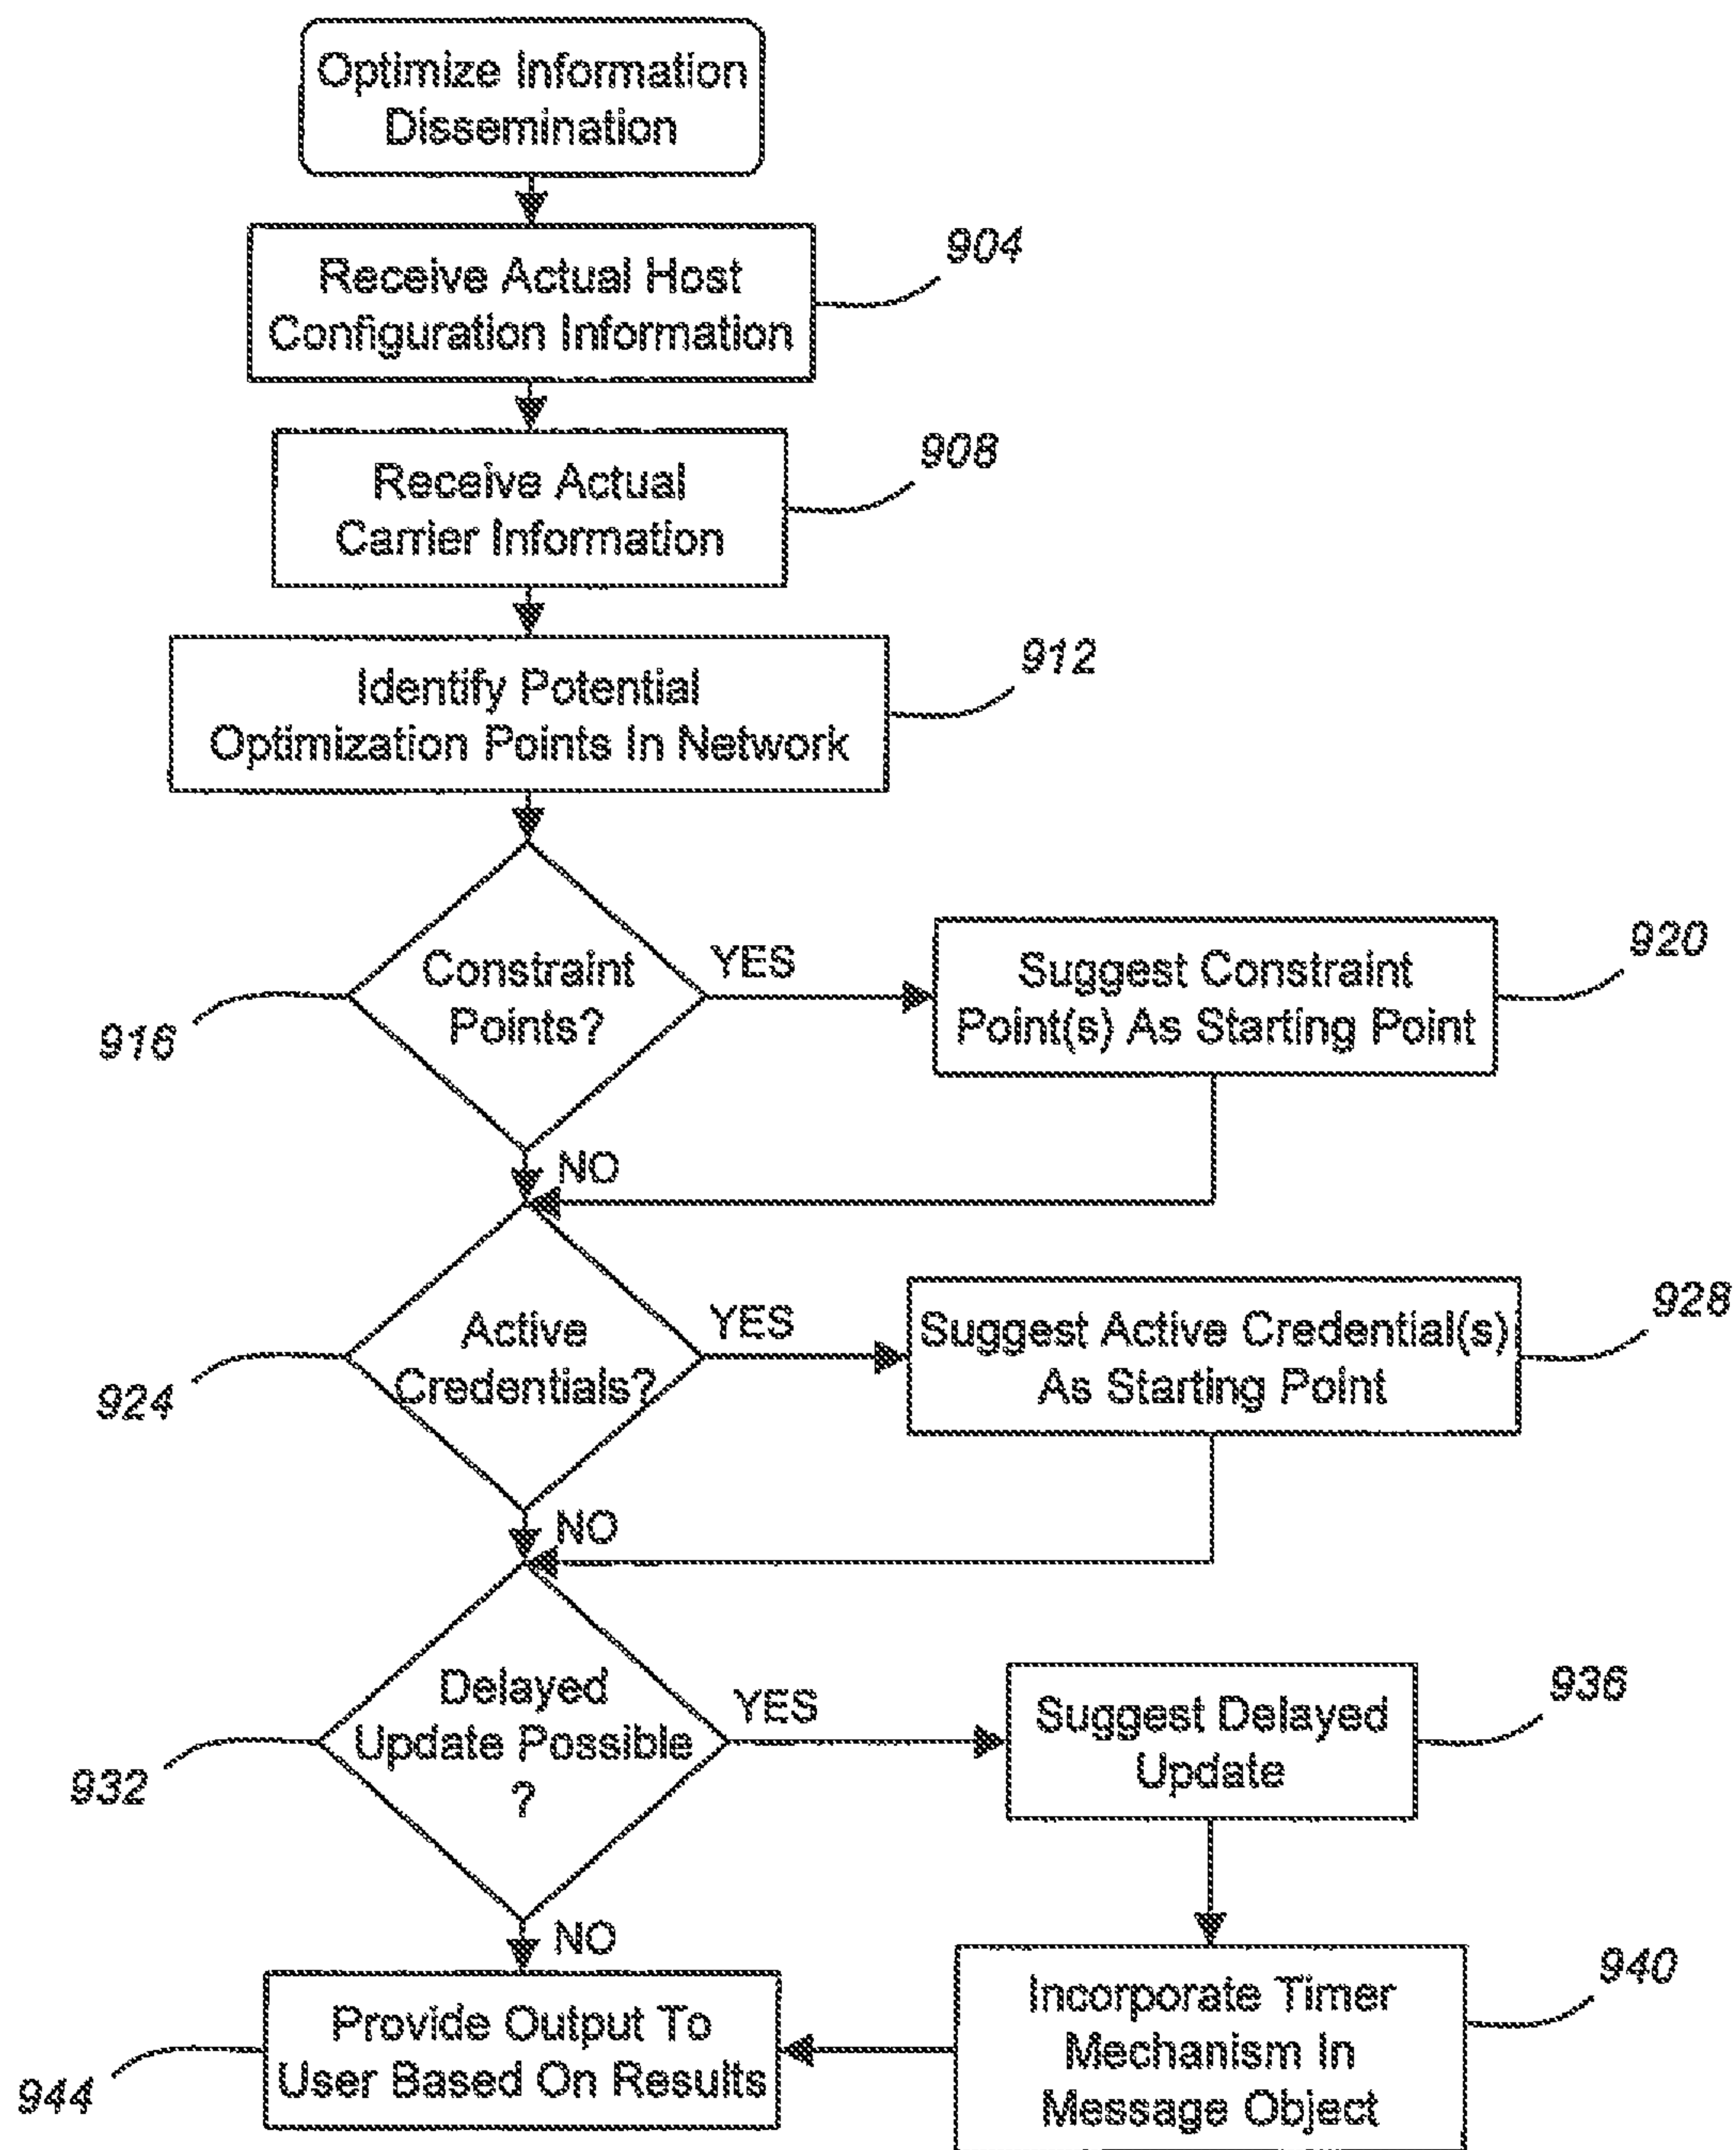 Optimize Information
Dissemination
Receive Actual Host
Configuration Information
904
Receive Actual
Carrier Information
908
Identify Potential
Optimization Points In Network
912
Constraint
Points?
916
YES
Suggest Constraint
Point(s) As Starting Point
920
NO
Active
Credentials?
924
YES
Suggest Active Credential(s)
As Starting Point
928
NO
Delayed
Update Possible
?
932
YES
Suggest Delayed
Update
936
NO
Incorporate Timer
Mechanism In
Message Object
940
Provide Output To
User Based On Results
944